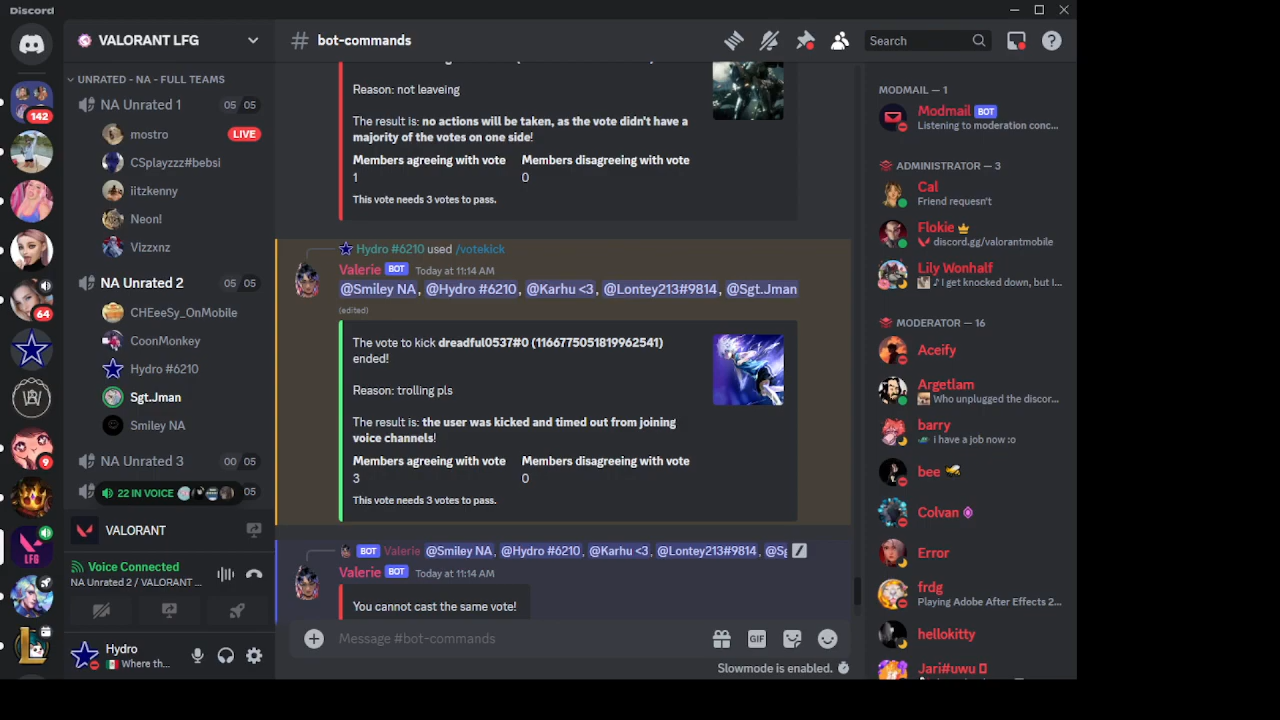 Discord
VALORANT LFG
# bot-commands
Search
UNRATED - NA - FULL TEAMS
NA Unrated 1 05 05
mostro LIVE
CSplayzzz#bebsi
iitzkenny
Neon!
Vizzxnz
NA Unrated 2 05 05
CHEeSy_OnMobile
CoonMonkey
Hydro #6210
Sgt.Jman
Smiley NA
NA Unrated 3 00 05
22 IN VOICE 05
VALORANT
Voice Connected
NA Unrated 2 / VALORANT ...
Hydro
Where th...
142
64
9
LFG
Reason: not leaveing
The result is: no actions will be taken, as the vote didn't have a
majority of the votes on one side!
Members agreeing with vote Members disagreeing with vote
1 0
This vote needs 3 votes to pass.
Hydro #6210 used /votekick
Valerie BOT Today at 11:14 AM
@Smiley NA, @Hydro #6210, @Karhu <3, @Lontey213#9814, @Sgt.Jman
(edited)
The vote to kick dreadful0537#0 (1166775051819962541)
ended!
Reason: trolling pls
The result is: the user was kicked and timed out from joining
voice channels!
Members agreeing with vote Members disagreeing with vote
3 0
This vote needs 3 votes to pass.
BOT Valerie @Smiley NA, @Hydro #6210, @Karhu <3, @Lontey213#9814, @Sg
Valerie BOT Today at 11:14 AM
You cannot cast the same vote!
Message #bot-commands
GIF
Slowmode is enabled.
MODMAIL — 1
Modmail BOT
Listening to moderation conc...
ADMINISTRATOR — 3
Cal
Friend requesn't
Flokie
discord.gg/valorantmobile
Lily Wonhalf
♪ I get knocked down, but I...
MODERATOR — 16
Aceify
Argetlam
Who unplugged the discor...
barry
i have a job now :o
bee
Colvan
Error
frdg
Playing Adobe After Effects 2...
hellokitty
Jari#uwu